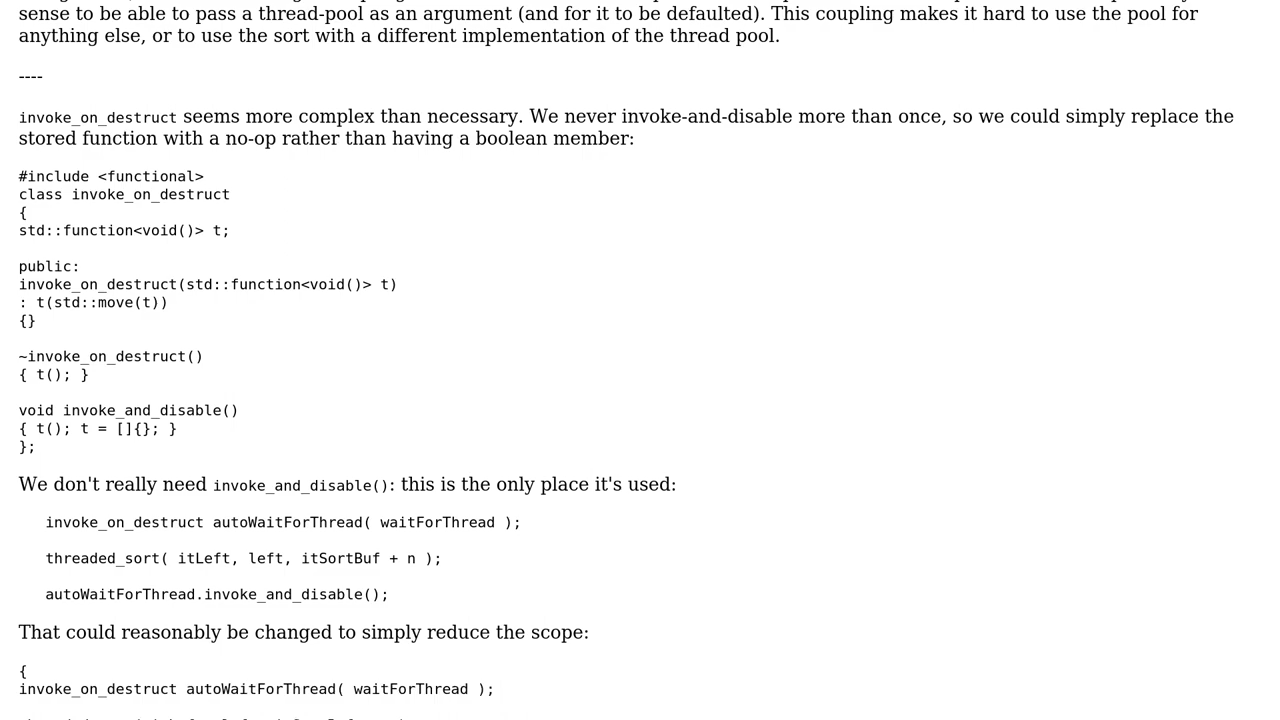 sense to be able to pass a thread-pool as an argument (and for it to be defaulted). This coupling makes it hard to use the pool for
anything else, or to use the sort with a different implementation of the thread pool.
----
invoke_on_destruct seems more complex than necessary. We never invoke-and-disable more than once, so we could simply replace the
stored function with a no-op rather than having a boolean member:
#include <functional>
class invoke_on_destruct
{
std::function<void()> t;
public:
invoke_on_destruct(std::function<void()> t)
: t(std::move(t))
{}
~invoke_on_destruct()
{ t(); }
void invoke_and_disable()
{ t(); t = []{}; }
};
We don't really need invoke_and_disable(): this is the only place it's used:
invoke_on_destruct autoWaitForThread( waitForThread );
threaded_sort( itLeft, left, itSortBuf + n );
autoWaitForThread.invoke_and_disable();
That could reasonably be changed to simply reduce the scope:
{
invoke_on_destruct autoWaitForThread( waitForThread );